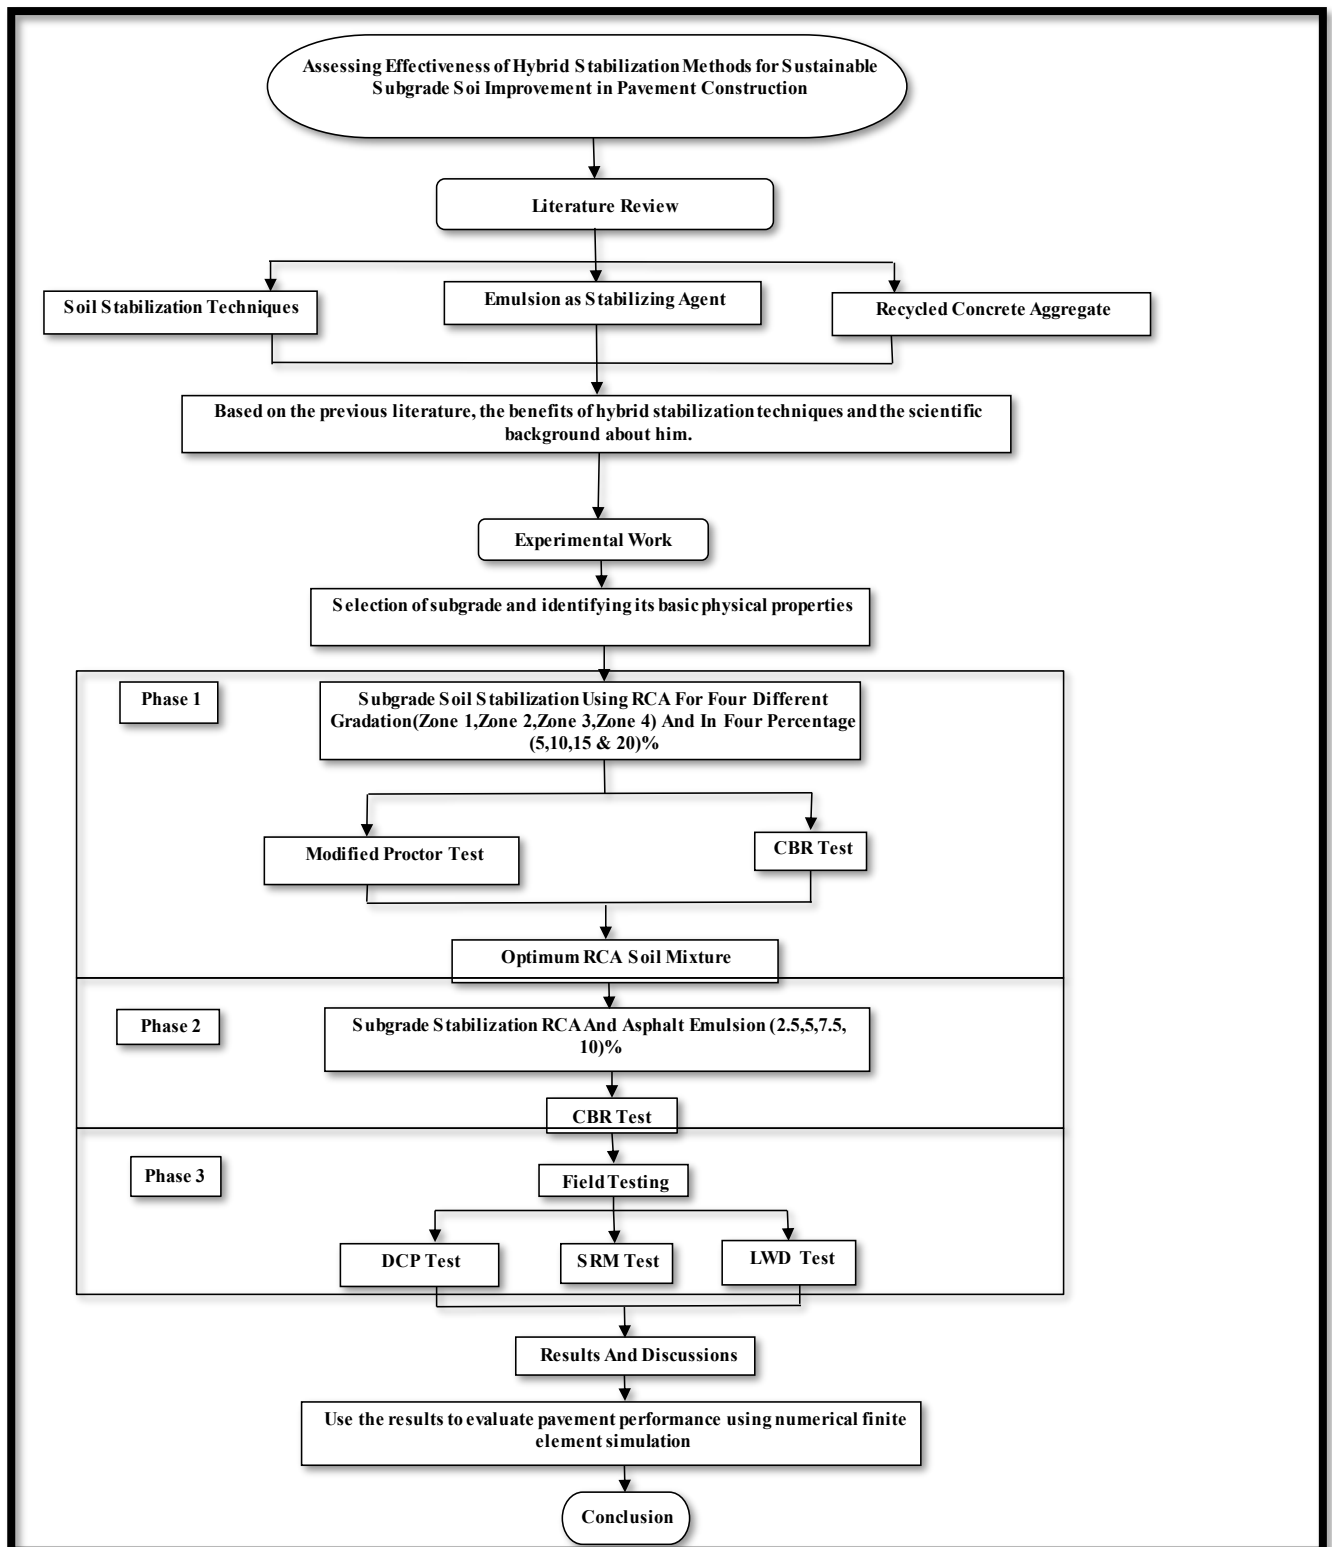 Assessing Effectiveness of Hybrid Stabilization Methods for Sustainable
Subgrade Soi Improvement in Pavement Construction
Literature Review
Soil Stabilization Techniques
Emulsion as Stabilizing Agent
Recycled Concrete Aggregate
Based on the previous literature, the benefits of hybrid stabilization techniques and the scientific
background about him.
Experimental Work
Selection of subgrade and identifying its basic physical properties
Phase 1
Subgrade Soil Stabilization Using RCA For Four Different
Gradation(Zone 1,Zone 2,Zone 3,Zone 4) And In Four Percentage
(5,10,15 & 20)%
Modified Proctor Test
CBR Test
Optimum RCA Soil Mixture
Phase 2
Subgrade Stabilization RCA And Asphalt Emulsion (2.5,5,7.5,
10)%
CBR Test
Phase 3
Field Testing
DCP Test
SRM Test
LWD Test
Results And Discussions
Use the results to evaluate pavement performance using numerical finite
element simulation
Conclusion